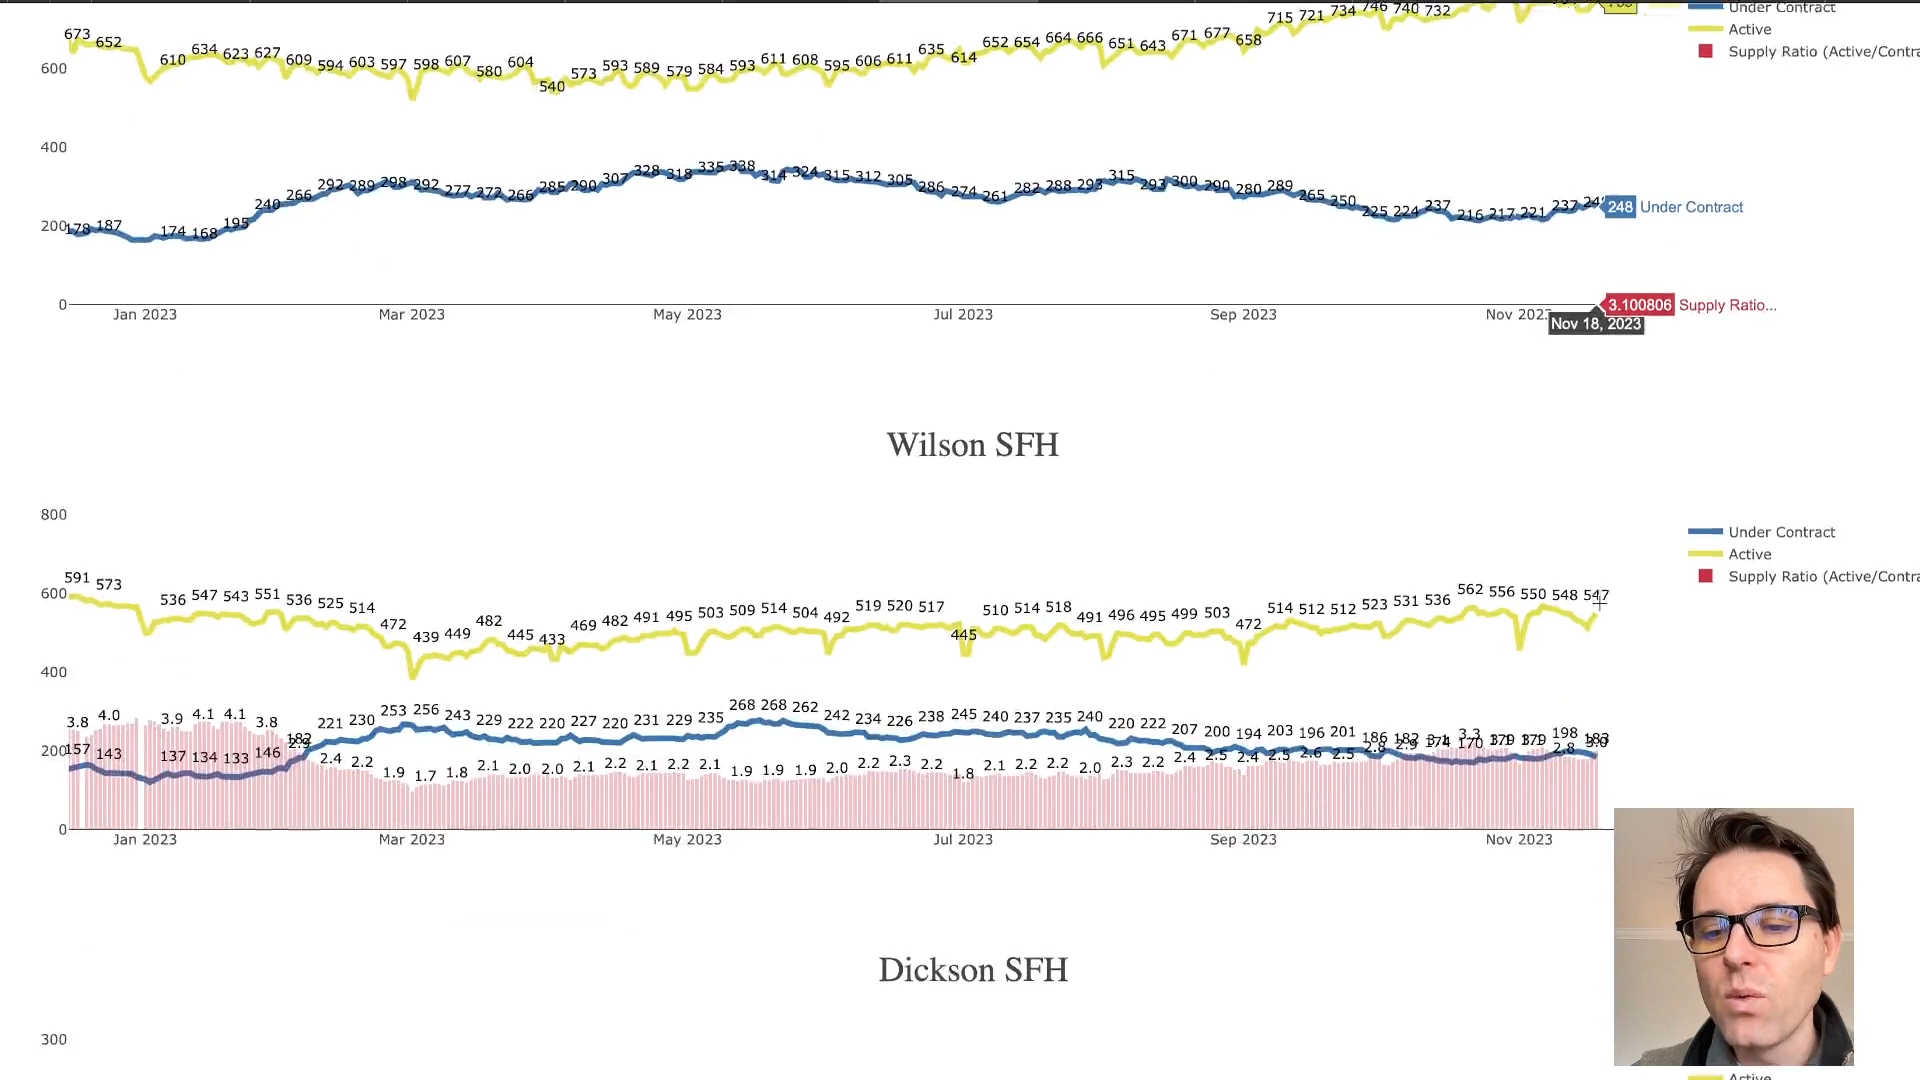 Under Contract
Active
Supply Ratio (Active/Contra
673 652 610 634 623 627 609 594 603 597 598 607 580 604 540 573 593 589 579 584 593 611 608 595 606 611 635 614 652 654 664 666 651 643 671 677 658 715 721 734 746 740 732
600
400
328 318 335 338 314 324 315 312 305 286 274 261 282 288 293 315 293 300 290 280 289 265 250 225 224 237 216 217 221 237
240 266 292 289 298 292 277 272 266 285 290 307
200
178 187 174 168 195
248 Under Contract
0
3.100806 Supply Ratio...
Jan 2023 Mar 2023 May 2023 Jul 2023 Sep 2023 Nov 2023
Nov 18, 2023
Wilson SFH
800
Under Contract
Active
Supply Ratio (Active/Contra
591 573 536 547 543 551 536 525 514 472 439 449 482 445 433 469 482 491 495 503 509 514 504 492 519 520 517 445 510 514 518 491 496 495 499 503 472 514 512 512 523 531 536 562 556 550 548 547
600
400
3.8 4.0 3.9 4.1 4.1 3.8 2.9 2.4 2.2 1.9 1.7 1.8 2.1 2.0 2.0 2.1 2.2 2.1 2.2 2.1 1.9 1.9 1.9 2.0 2.2 2.3 2.2 1.8 2.1 2.2 2.2 2.0 2.3 2.2 2.4 2.5 2.4 2.5 2.6 2.5 2.8 2.9 3.3 2.8 3.0
200
157 143 137 134 133 146 182 221 230 253 256 243 229 222 220 227 220 231 229 235 268 268 262 242 234 226 238 245 240 237 235 240 220 222 207 200 194 203 196 201 186 182 174 170 179 179 198 183
0
Jan 2023 Mar 2023 May 2023 Jul 2023 Sep 2023 Nov 2023
Dickson SFH
300
Active